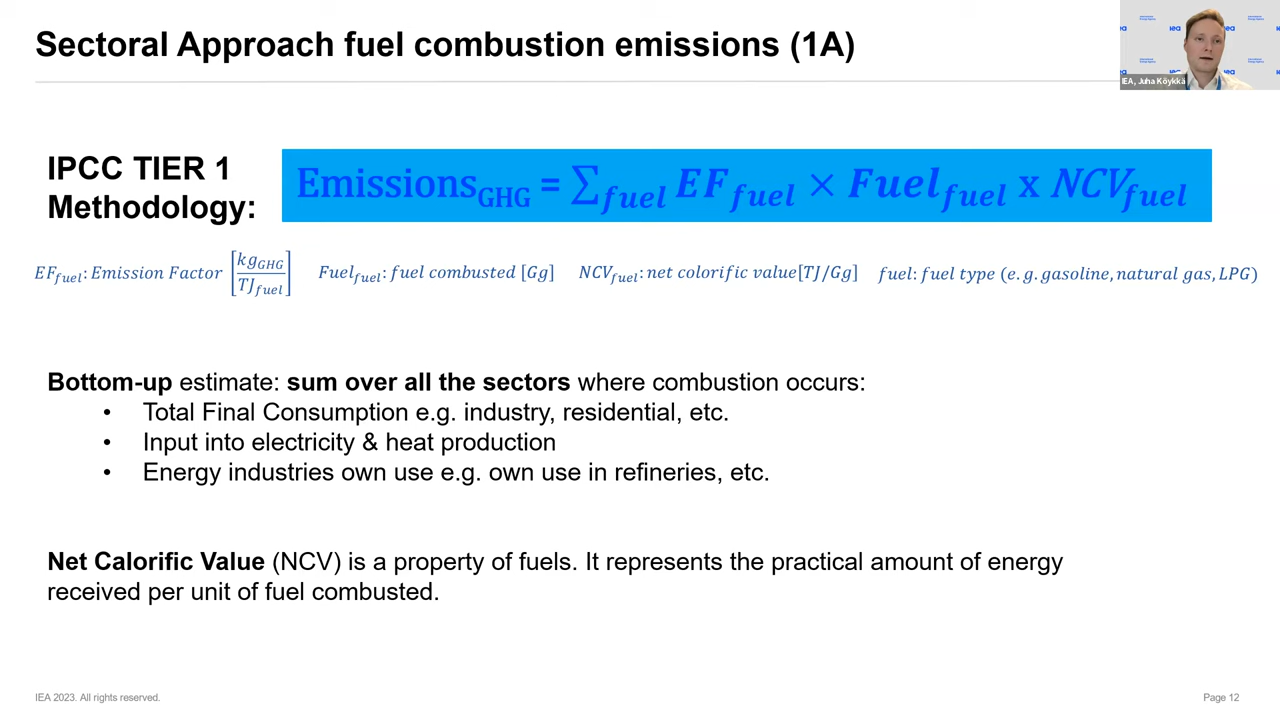 Sectoral Approach fuel combustion emissions (1A)
iea
iea
IEA, Juha Köykkä
IPCC TIER 1
Methodology:
Emissions_GHG = ∑_fuel EF_fuel × Fuel_fuel x NCV_fuel
EF_fuel: Emission Factor [kg_GHG / TJ_fuel]
Fuel_fuel: fuel combusted [Gg]
NCV_fuel: net colorific value[TJ/Gg]
fuel: fuel type (e.g. gasoline, natural gas, LPG)
Bottom-up estimate: sum over all the sectors where combustion occurs:
• Total Final Consumption e.g. industry, residential, etc.
• Input into electricity & heat production
• Energy industries own use e.g. own use in refineries, etc.
Net Calorific Value (NCV) is a property of fuels. It represents the practical amount of energy
received per unit of fuel combusted.
IEA 2023. All rights reserved.
Page 12